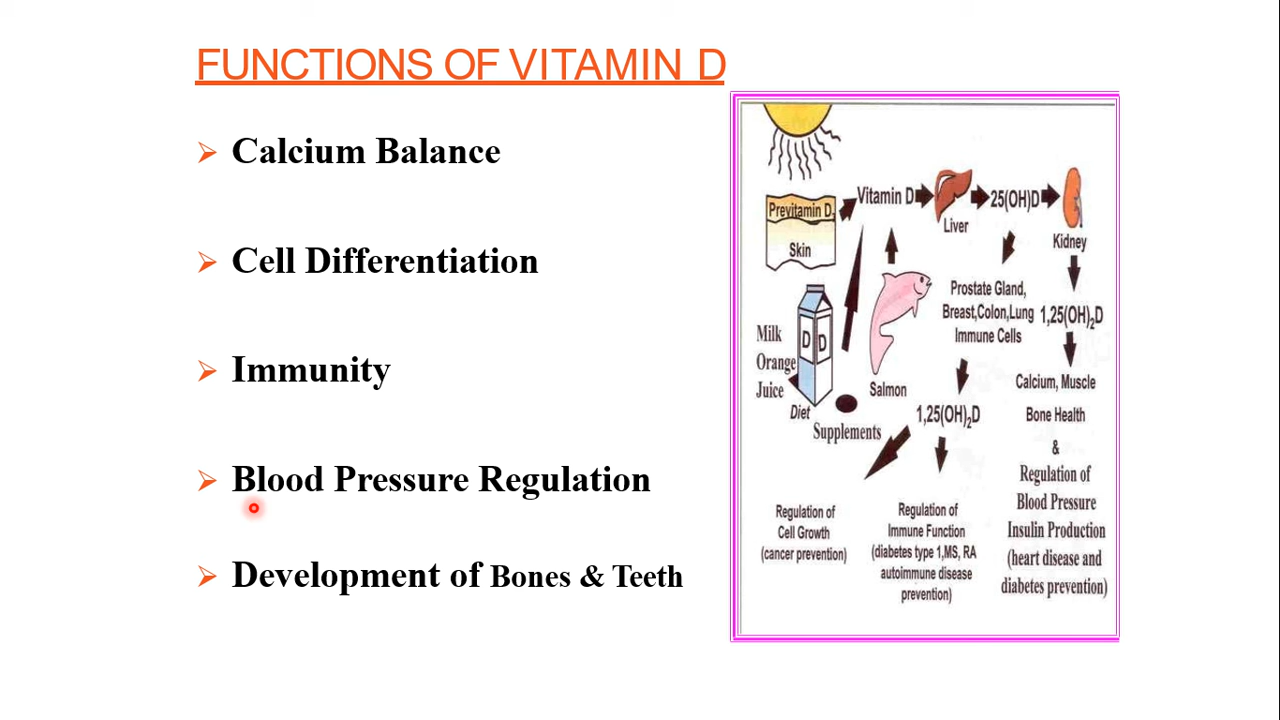 FUNCTIONS OF VITAMIN D
Calcium Balance
Cell Differentiation
Immunity
Blood Pressure Regulation
Development of Bones & Teeth
Previtamin D3
Skin
Vitamin D
Liver
25(OH)D
Kidney
Prostate Gland,
Breast,Colon,Lung
Immune Cells
1,25(OH)2D
Calcium, Muscle
Bone Health
&
Regulation of
Blood Pressure
Insulin Production
(heart disease and
diabetes prevention)
Milk
Orange
Juice
D D
Diet
Salmon
Supplements
1,25(OH)2D
Regulation of
Cell Growth
(cancer prevention)
Regulation of
Immune Function
(diabetes type 1,MS, RA
autoimmune disease
prevention)